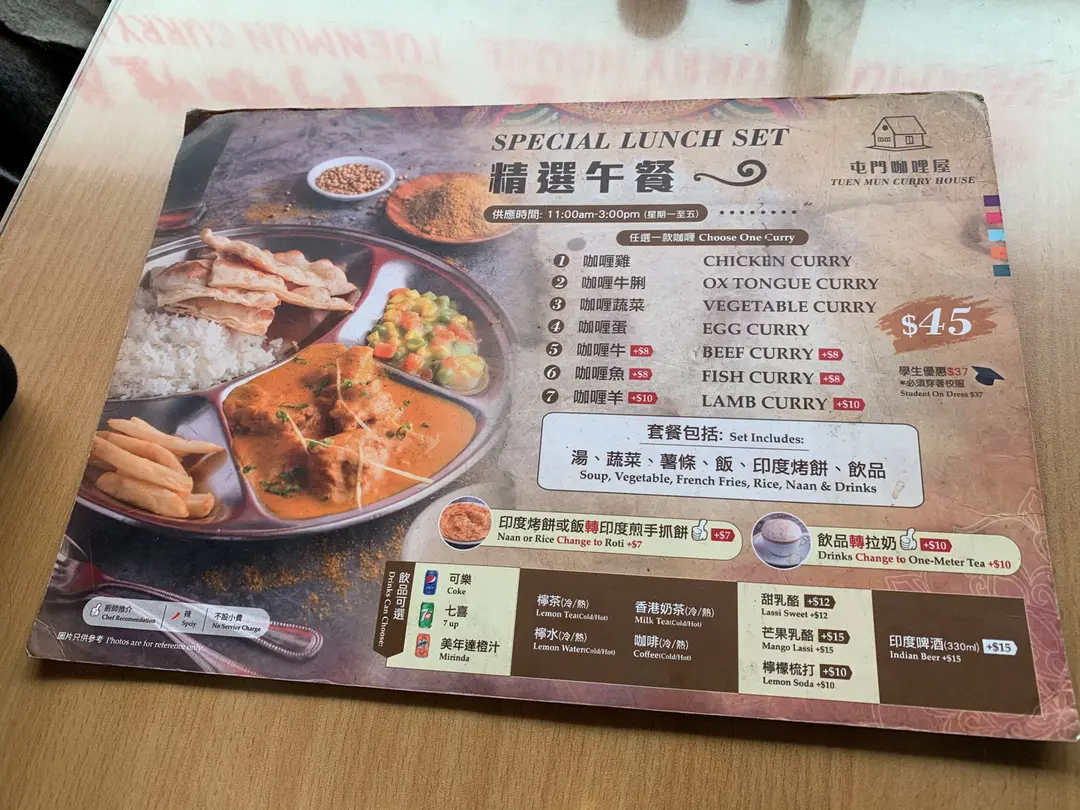 SPECIAL LUNCH SET
精選午餐
屯門咖喱屋
TUEN MUN CURRY HOUSE
供應時間: 11:00am-3:00pm (星期一至五)
任選一款咖喱 Choose One Curry
1 咖喱雞 CHICKEN CURRY
2 咖喱牛脷 OX TONGUE CURRY
3 咖喱蔬菜 VEGETABLE CURRY
4 咖喱蛋 EGG CURRY
5 咖喱牛 +$8 BEEF CURRY +$8
6 咖喱魚 +$8 FISH CURRY +$8
7 咖喱羊 +$10 LAMB CURRY +$10
$45
學生優惠$37
*必須穿著校服
Student On Dress $37
套餐包括: Set Includes:
湯、蔬菜、薯條、飯、印度烤餅、飲品
Soup, Vegetable, French Fries, Rice, Naan & Drinks
印度烤餅或飯轉印度煎手抓餅 +$7
Naan or Rice Change to Roti +$7
飲品轉拉奶 +$10
Drinks Change to One-Meter Tea +$10
飲品可選
Drinks Can Choose:
可樂
Coke
七喜
7 up
美年達橙汁
Mirinda
檸茶(冷/熱)
Lemon Tea(Cold/Hot)
檸水(冷/熱)
Lemon Water(Cold/Hot)
香港奶茶(冷/熱)
Milk Tea(Cold/Hot)
咖啡(冷/熱)
Coffee(Cold/Hot)
甜乳酪 +$12
Lassi Sweet +$12
芒果乳酪 +$15
Mango Lassi +$15
檸檬梳打 +$10
Lemon Soda +$10
印度啤酒(330ml) +$15
Indian Beer +$15
廚師推介
Chef Recomendation
辣
Spciy
不設小費
No Service Charge
圖片只供參考 Photos are for reference only.